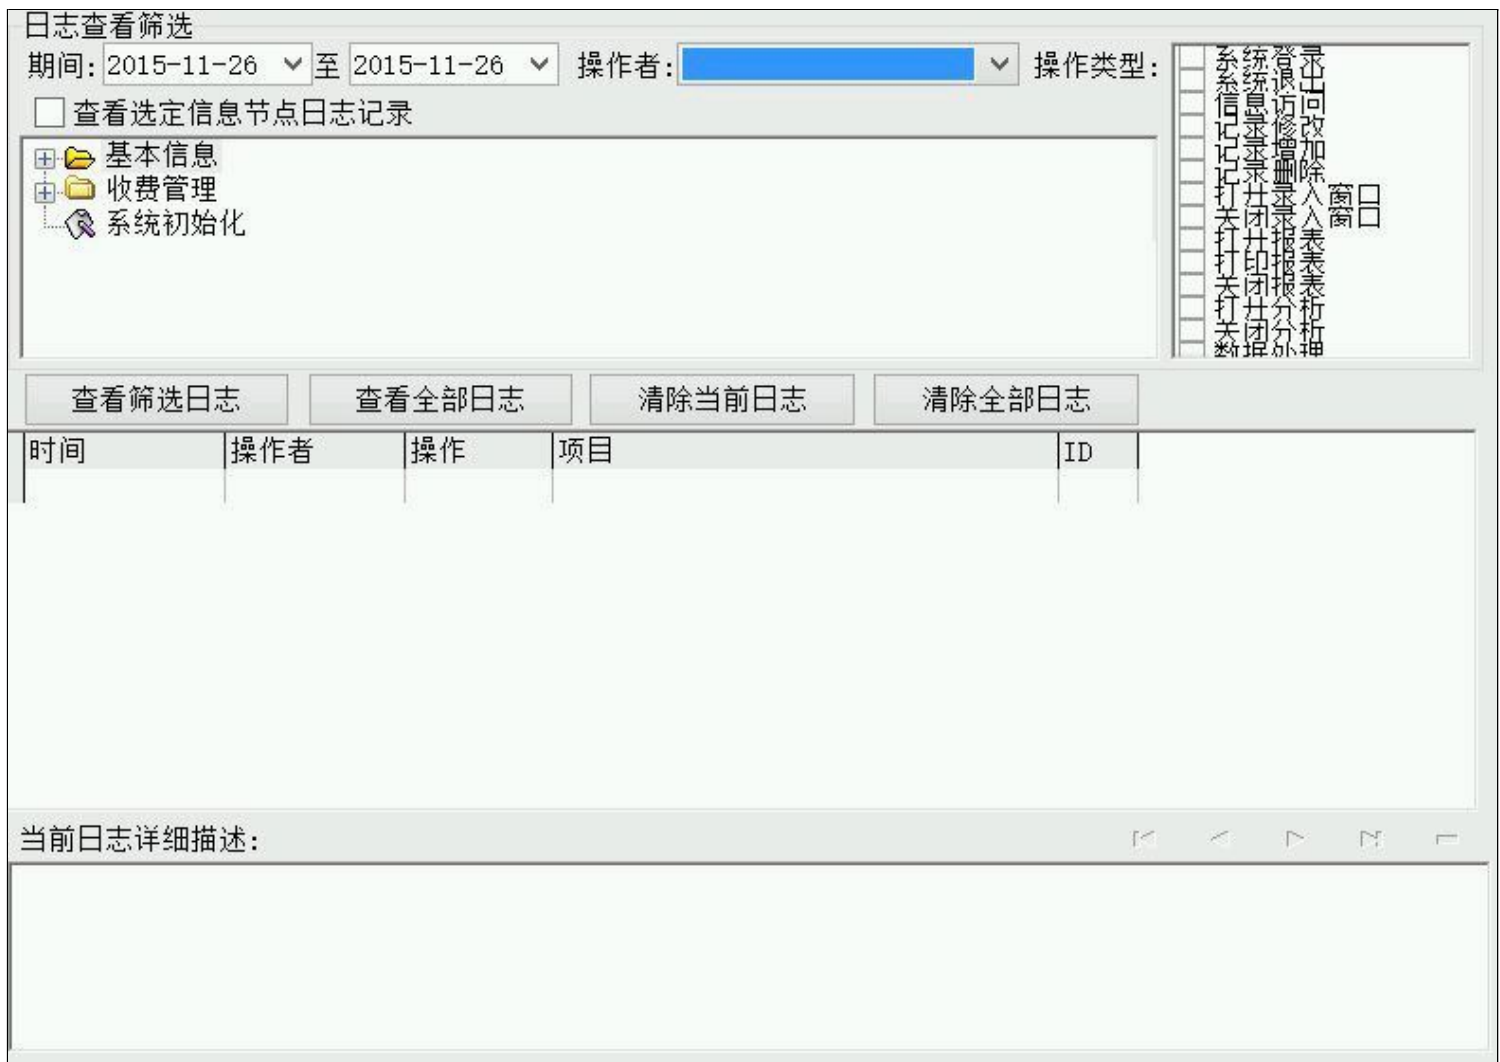 日志查看筛选
期间: 2015-11-26 至 2015-11-26 操作者: 操作类型:
系统登录
系统退出
信息访问
记录修改
记录增加
记录删除
打开录入窗口
关闭录入窗口
打开报表
打印报表
关闭报表
打开分析
关闭分析
数据处理
查看选定信息节点日志记录
基本信息
收费管理
系统初始化
查看筛选日志 查看全部日志 清除当前日志 清除全部日志
时间 操作者 操作 项目 ID
当前日志详细描述: